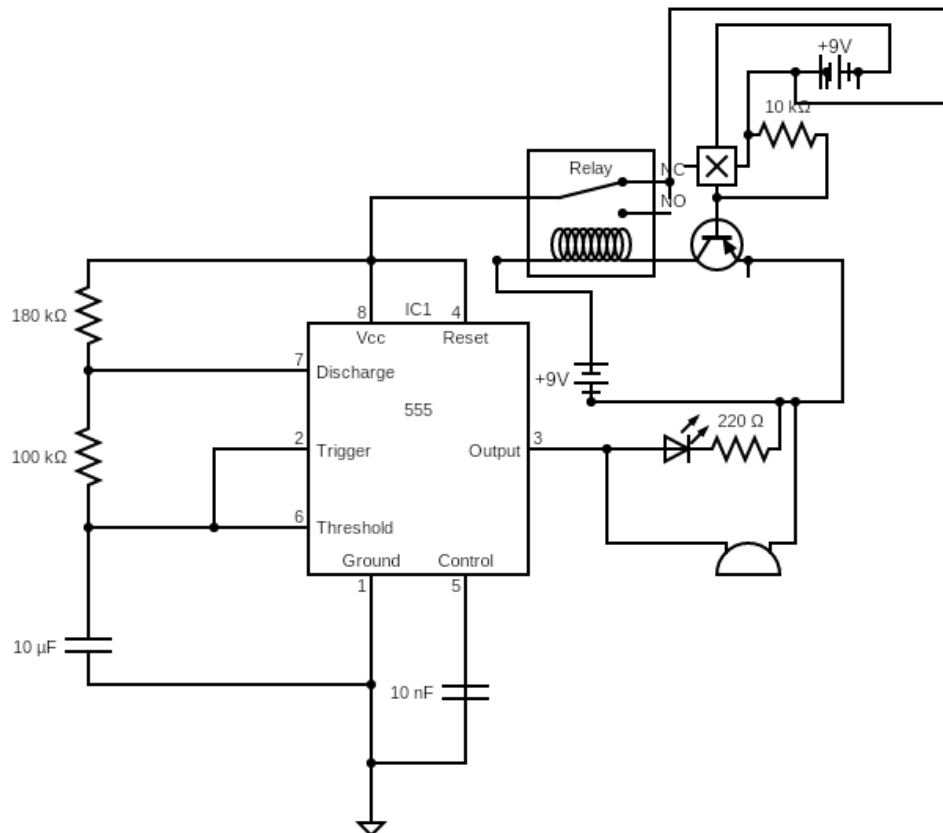 +9V
10 kΩ
Relay
NC
NO
180 kΩ
8
IC1
4
Vcc
Reset
7
Discharge
+9V
555
220 Ω
100 kΩ
2
Trigger
Output
3
6
Threshold
Ground
Control
1
5
10 µF
10 nF